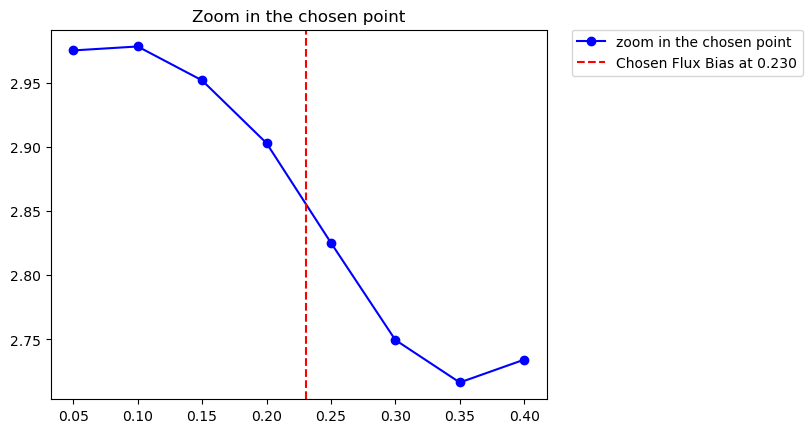 Zoom in the chosen point
zoom in the chosen point
Chosen Flux Bias at 0.230
2.95
2.90
2.85
2.80
2.75
0.05 0.10 0.15 0.20 0.25 0.30 0.35 0.40